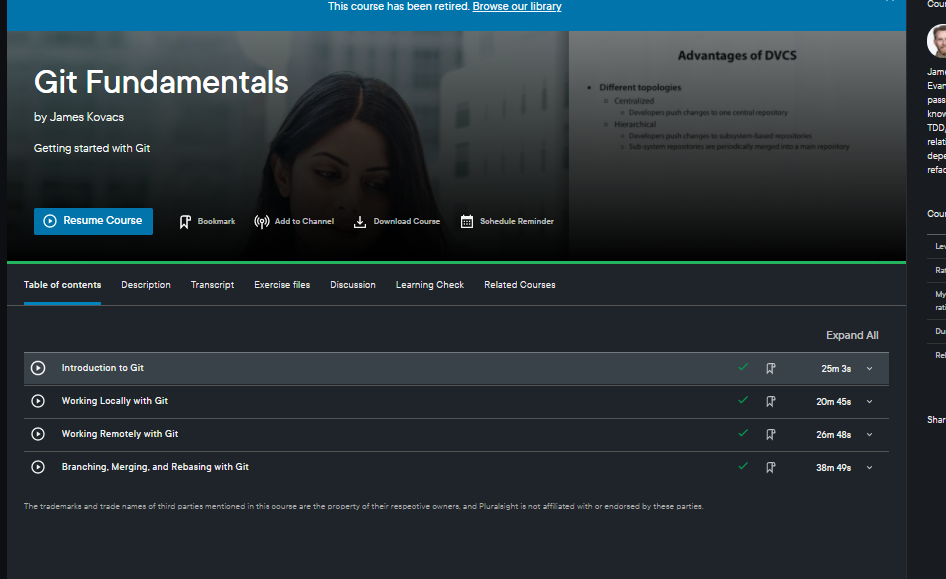 This course has been retired. Browse our library
Git Fundamentals
by James Kovacs
Getting started with Git
Advantages of DVCS
Different topologies
Centralized
Developers push changes to one central repository
Hierarchical
Developers push changes to subsystem-based repositories
Sub-system repositories are periodically merged into a main repository
Resume Course
Bookmark
Add to Channel
Download Course
Schedule Reminder
Table of contents
Description
Transcript
Exercise files
Discussion
Learning Check
Related Courses
Expand All
Introduction to Git 25m 3s
Working Locally with Git 20m 45s
Working Remotely with Git 26m 48s
Branching, Merging, and Rebasing with Git 38m 49s
The trademarks and trade names of third parties mentioned in this course are the property of their respective owners, and Pluralsight is not affiliated with or endorsed by these parties.
Cour
Jame
Evan
pass
know
TDD,
relati
depe
refac
Cour
Lev
Rat
My
rati
Du
Rel
Shar